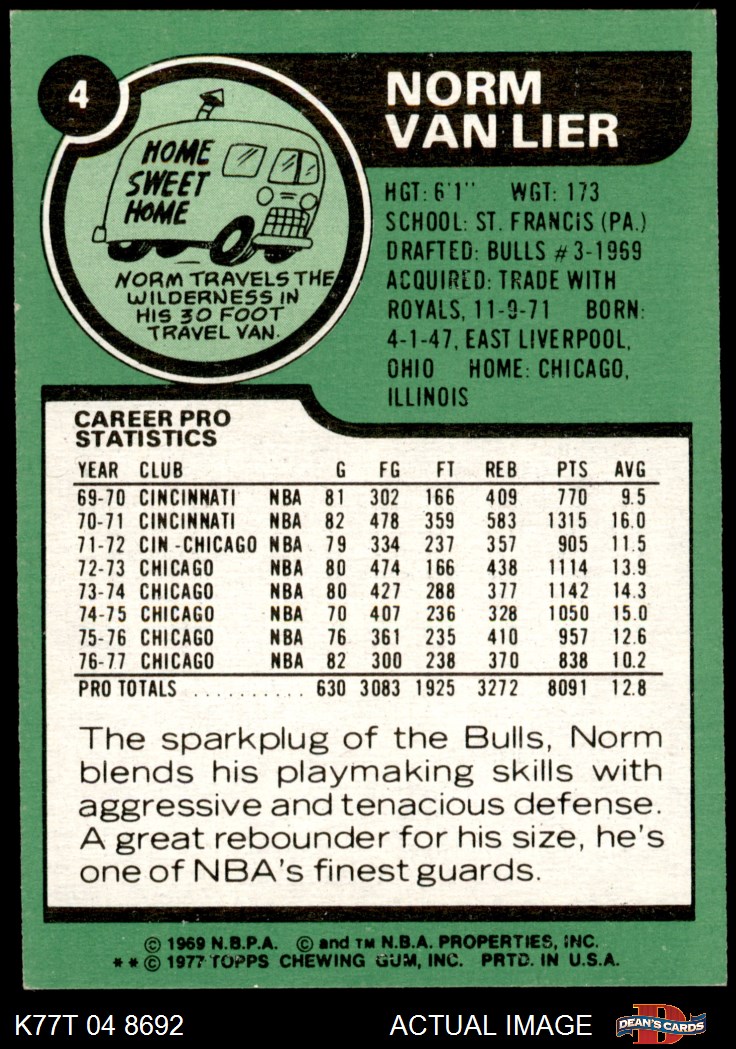 4
NORM
VAN LIER
HOME
SWEET
HOME
NORM TRAVELS THE
WILDERNESS IN
HIS 30 FOOT
TRAVEL VAN.
HGT: 6'1" WGT: 173
SCHOOL: ST. FRANCIS (PA.)
DRAFTED: BULLS #3-1969
ACQUIRED: TRADE WITH
ROYALS, 11-9-71 BORN:
4-1-47, EAST LIVERPOOL,
OHIO HOME: CHICAGO,
ILLINOIS
CAREER PRO
STATISTICS
YEAR CLUB G FG FT REB PTS AVG
69-70 CINCINNATI NBA 81 302 166 409 770 9.5
70-71 CINCINNATI NBA 82 478 359 583 1315 16.0
71-72 CIN-CHICAGO NBA 79 334 237 357 905 11.5
72-73 CHICAGO NBA 80 474 166 438 1114 13.9
73-74 CHICAGO NBA 80 427 288 377 1142 14.3
74-75 CHICAGO NBA 70 407 236 328 1050 15.0
75-76 CHICAGO NBA 76 361 235 410 957 12.6
76-77 CHICAGO NBA 82 300 238 370 838 10.2
PRO TOTALS .......... 630 3083 1925 3272 8091 12.8
The sparkplug of the Bulls, Norm
blends his playmaking skills with
aggressive and tenacious defense.
A great rebounder for his size, he's
one of NBA's finest guards.
© 1969 N.B.P.A. © and TM N.B.A. PROPERTIES, INC.
** © 1977 TOPPS CHEWING GUM, INC. PRTD. IN U.S.A.
K77T 04 8692 ACTUAL IMAGE D DEAN'S CARDS